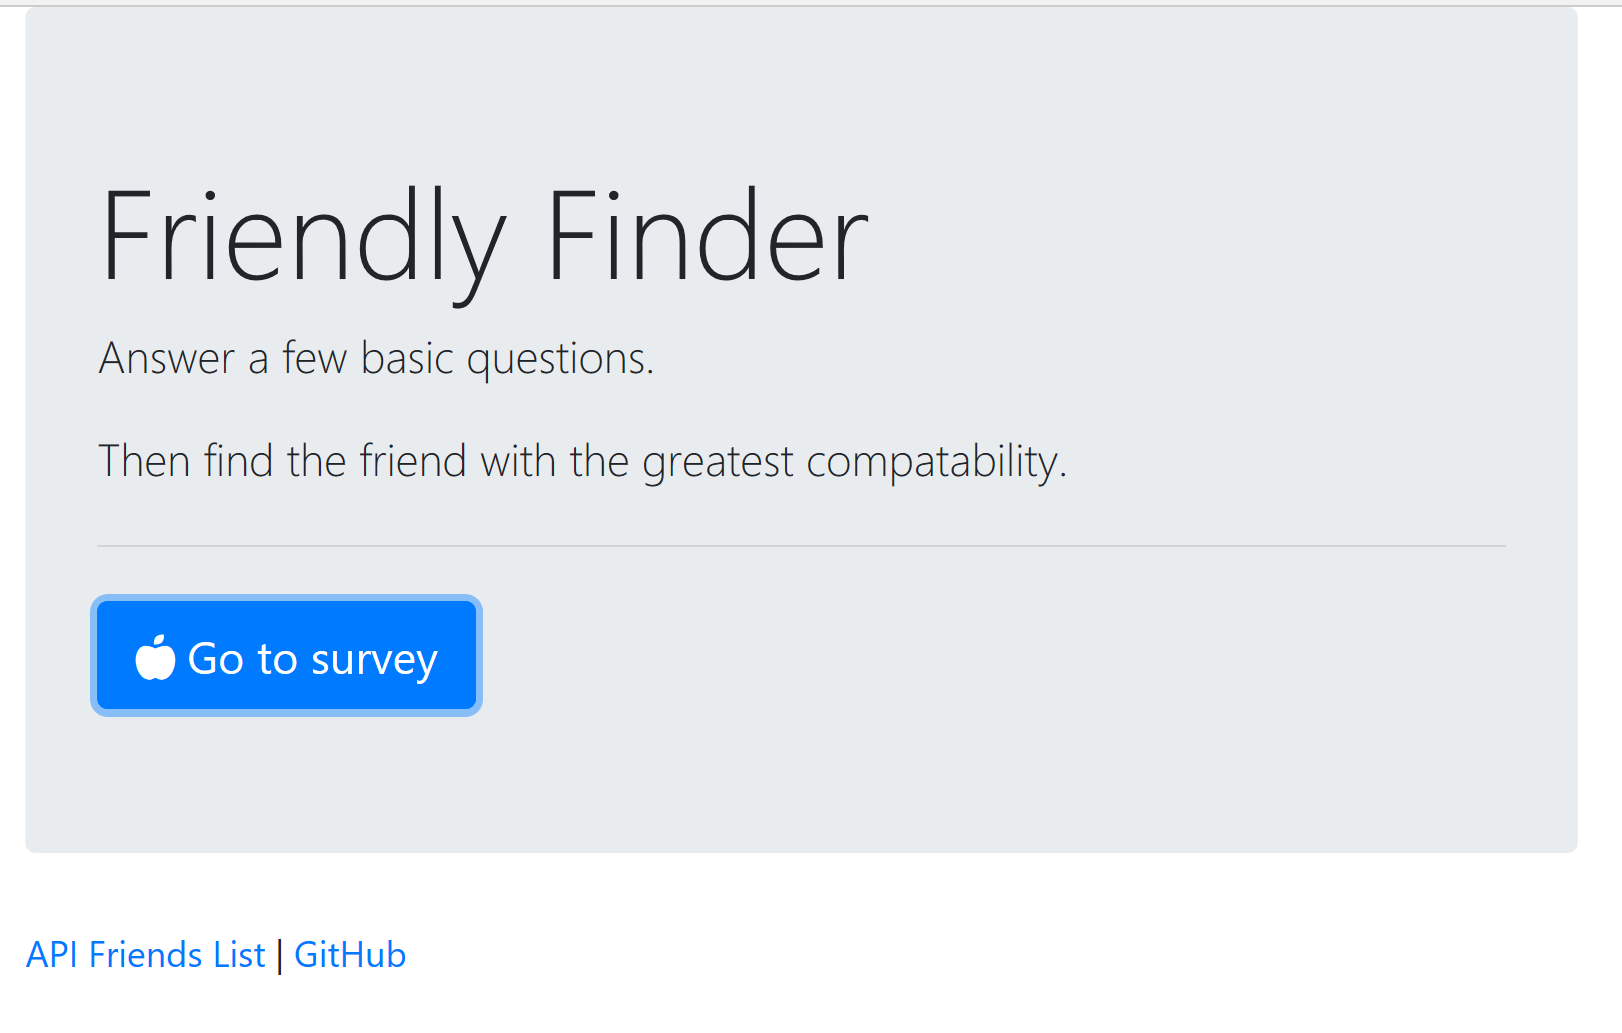 Friendly Finder
Answer a few basic questions.
Then find the friend with the greatest compatability.
Go to survey
API Friends List | GitHub